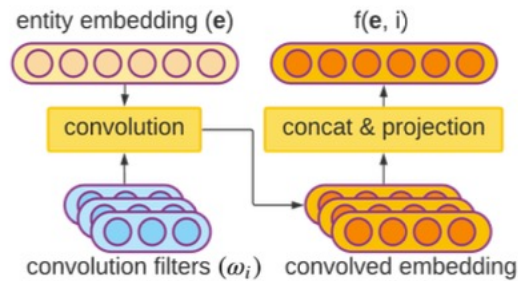 entity embedding (e)
f(e, i)
convolution
concat & projection
convolution filters (ωᵢ)
convolved embedding